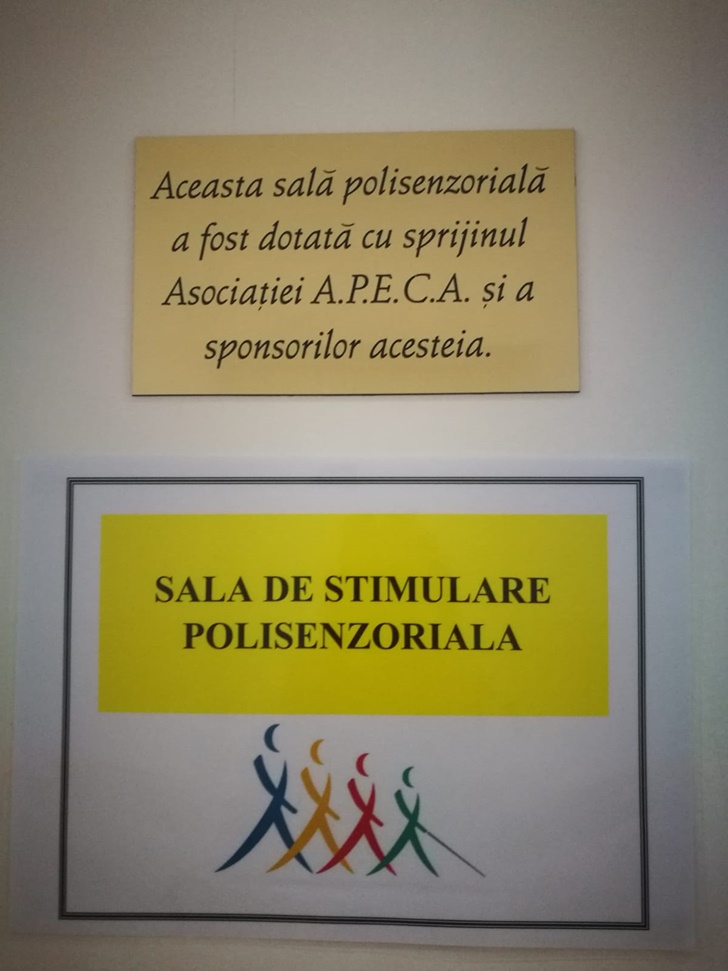 Aceasta sală polisenzorială
a fost dotată cu sprijinul
Asociației A.P.E.C.A. și a
sponsorilor acesteia.
SALA DE STIMULARE
POLISENZORIALA